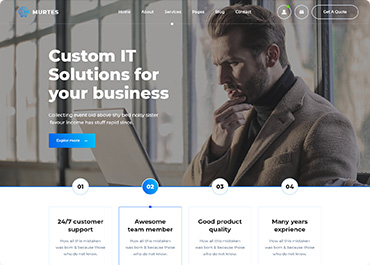 MURTES
Home About Services Pages Blog Contact
Get A Quote
Custom IT
Solutions for
your business
Collecting event old above shy bed noisy sister
favour income has stuff rapid since.
Explor more
01 02 03 04
24/7 customer support
How all this mistaken
was born & because those
who do not know.
Awesome team member
How all this mistaken
was born & because those
who do not know.
Good product quality
How all this mistaken
was born & because those
who do not know.
Many years exprience
How all this mistaken
was born & because those
who do not know.